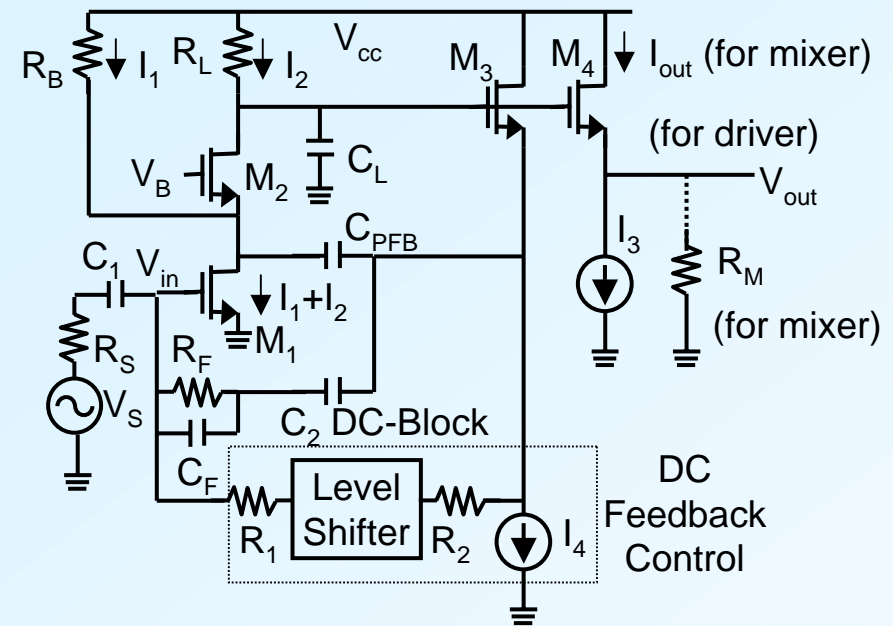 V_cc
R_B I_1 R_L I_2 M_3 M_4 I_out (for mixer)
(for driver)
V_B M_2 C_L V_out
C_PFB I_3
C_1 V_in R_M
I_1+I_2
R_S M_1 (for mixer)
R_F
V_S C_2 DC-Block
C_F
Level
Shifter
R_1 R_2 I_4
DC
Feedback
Control